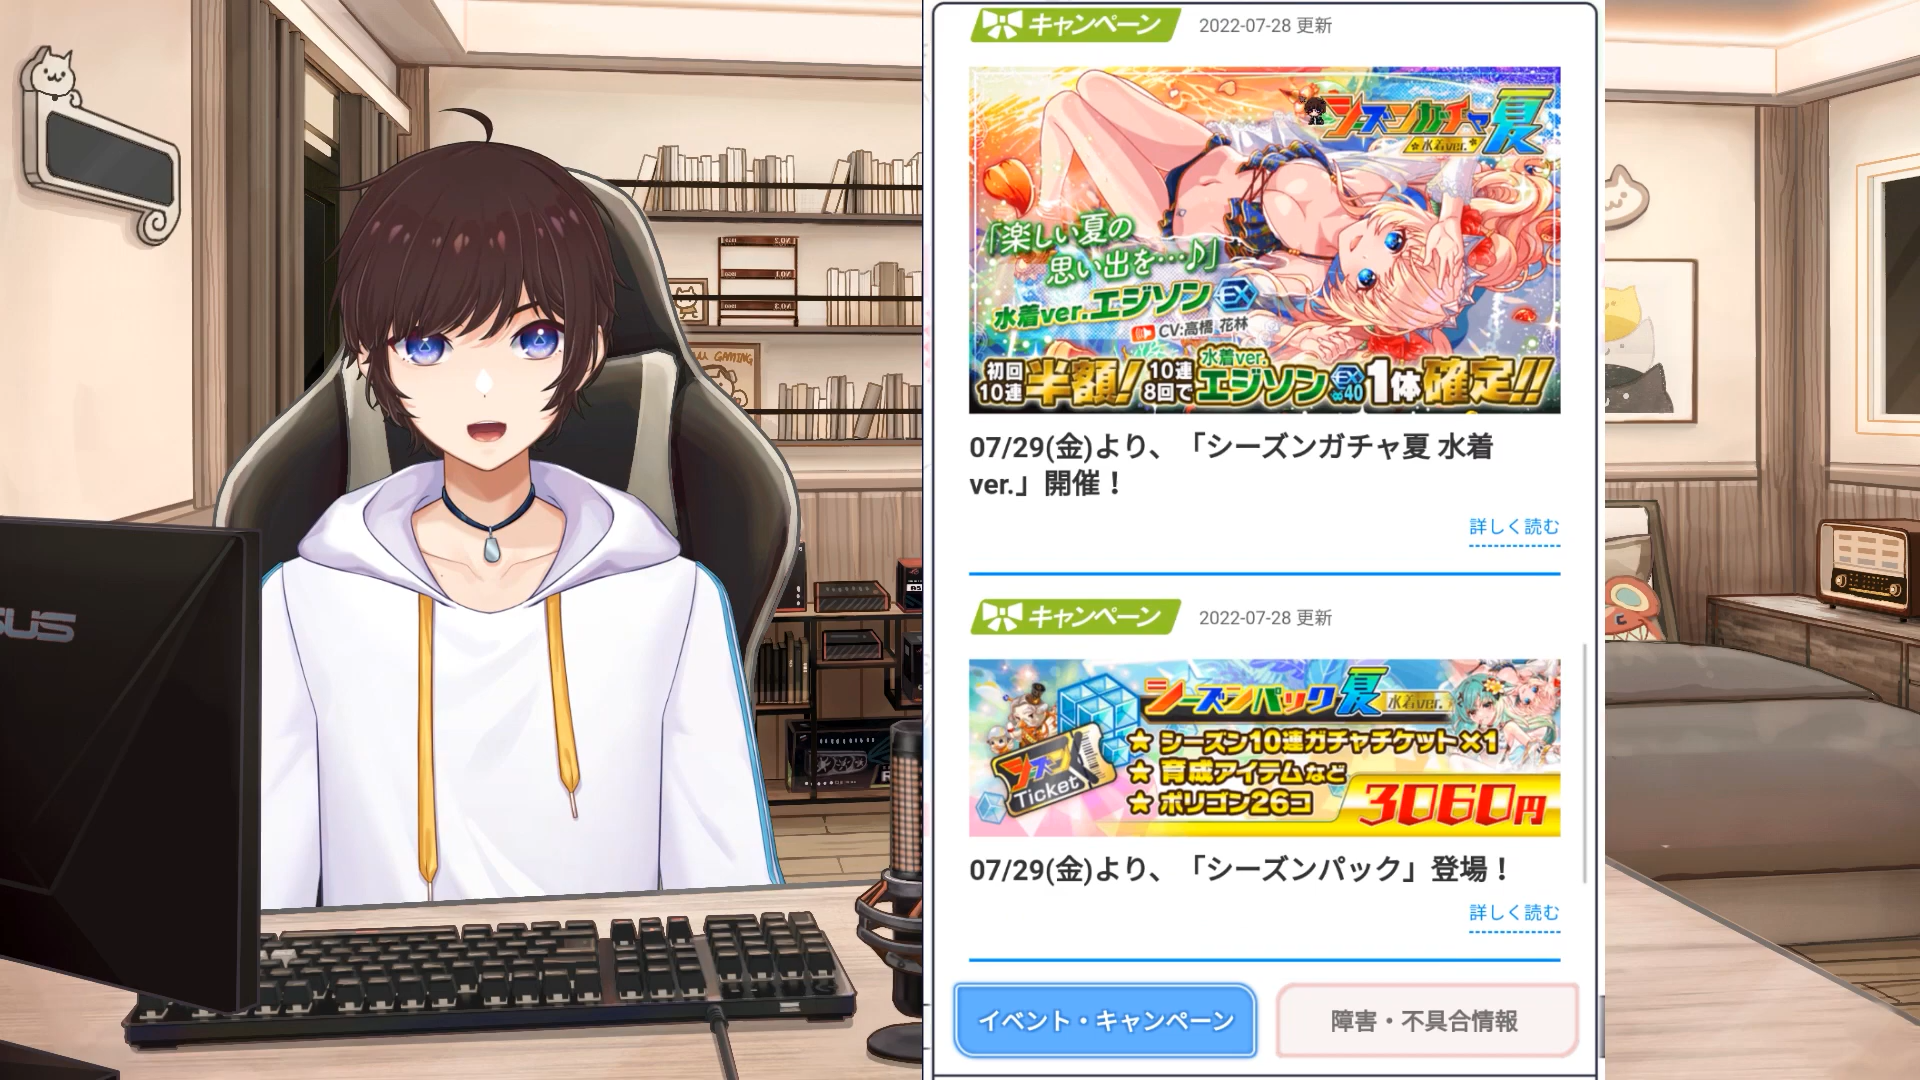 キャンペーン 2022-07-28 更新
シーズンガチャ夏
水着ver.
「楽しい夏の
思い出を…♪」
水着ver.エジソンEX
CV:高橋 花林
初回10連半額! 10連8回で水着ver.エジソンEX∞40 1体確定!!
07/29(金)より、「シーズンガチャ夏 水着
ver.」開催！
詳しく読む
キャンペーン 2022-07-28 更新
シーズンパック夏 水着ver.
★ シーズン10連ガチャチケット×1
★ 育成アイテムなど
★ ポリゴン26コ
シーズン
Ticket
3060円
07/29(金)より、「シーズンパック」登場！
詳しく読む
イベント・キャンペーン
障害・不具合情報
SUS
GAMING